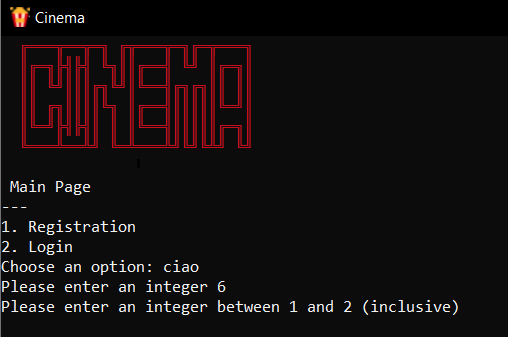 Cinema
CINEMA
Main Page
---
1. Registration
2. Login
Choose an option: ciao
Please enter an integer 6
Please enter an integer between 1 and 2 (inclusive)